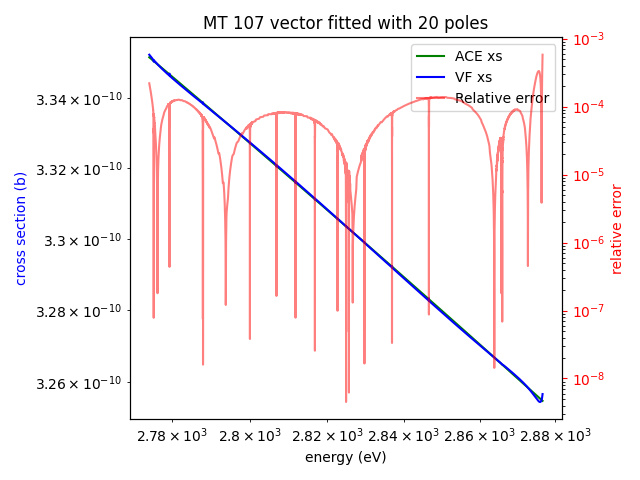 MT 107 vector fitted with 20 poles
ACE xs
VF xs
Relative error
cross section (b)
3.34 × 10⁻¹⁰
3.32 × 10⁻¹⁰
3.3 × 10⁻¹⁰
3.28 × 10⁻¹⁰
3.26 × 10⁻¹⁰
10⁻³
10⁻⁴
10⁻⁵
10⁻⁶
10⁻⁷
10⁻⁸
relative error
2.78 × 10³ 2.8 × 10³ 2.82 × 10³ 2.84 × 10³ 2.86 × 10³ 2.88 × 10³
energy (eV)